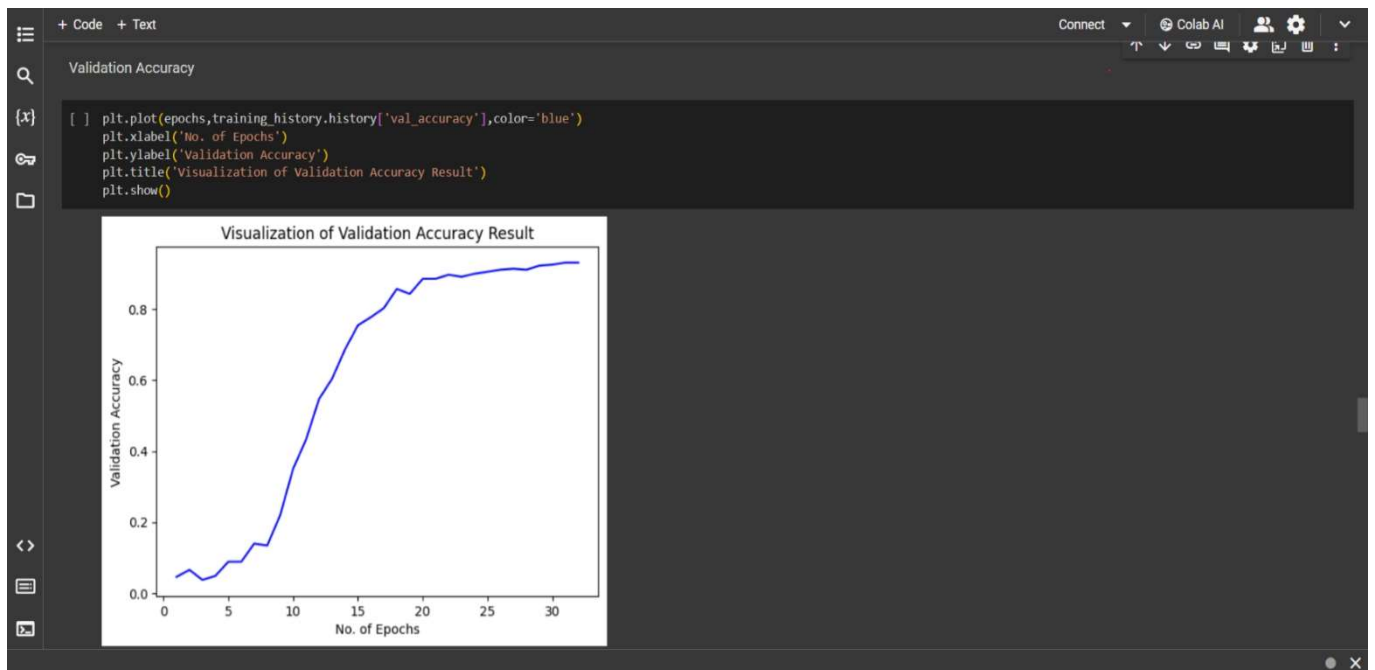 + Code + Text Connect Colab AI
Validation Accuracy
{x}
[ ] plt.plot(epochs,training_history.history['val_accuracy'],color='blue')
plt.xlabel('No. of Epochs')
plt.ylabel('Validation Accuracy')
plt.title('Visualization of Validation Accuracy Result')
plt.show()
Visualization of Validation Accuracy Result
Validation Accuracy
0.8
0.6
0.4
0.2
0.0
0 5 10 15 20 25 30
No. of Epochs